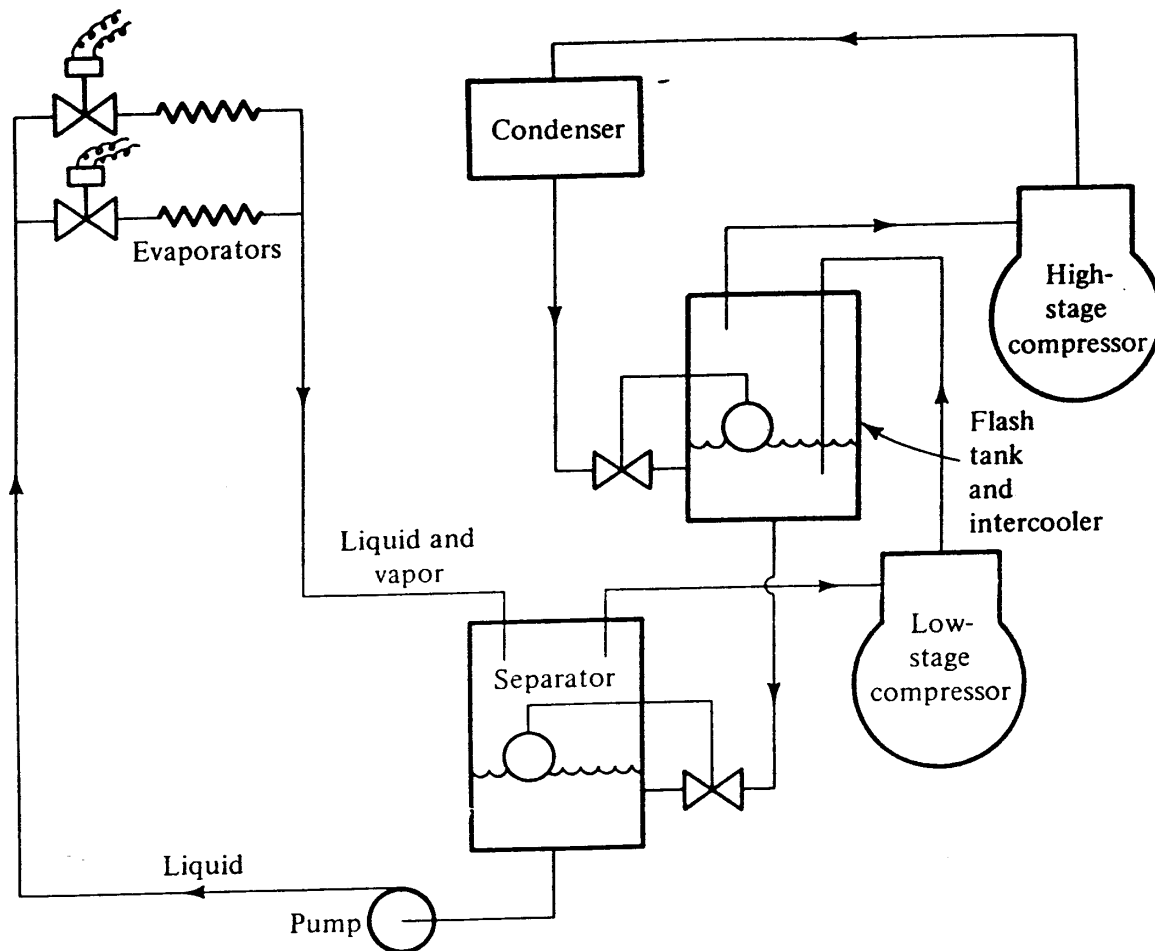 Condenser
Evaporators
High-
stage
compressor
Flash
tank
and
intercooler
Liquid and
vapor
Low-
stage
compressor
Separator
Liquid
Pump